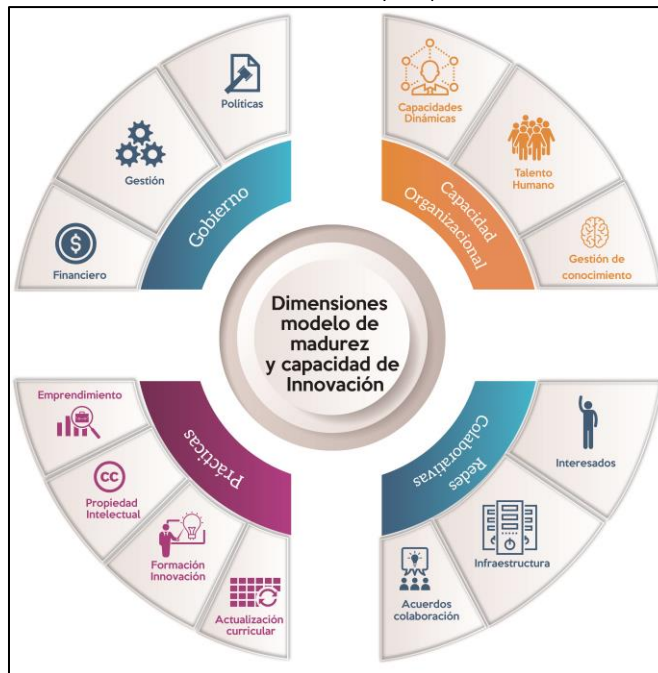 Políticas
Gestión
Financiero
Gobierno
Capacidades
Dinámicas
Talento
Humano
Gestión de
conocimiento
Capacidad
Organizacional
Dimensiones
modelo de
madurez
y capacidad de
Innovación
Emprendimiento
CC
Propiedad
Intelectual
Formación
Innovación
Actualización
curricular
Prácticas
Redes
Colaborativas
Interesados
Infraestructura
Acuerdos
colaboración